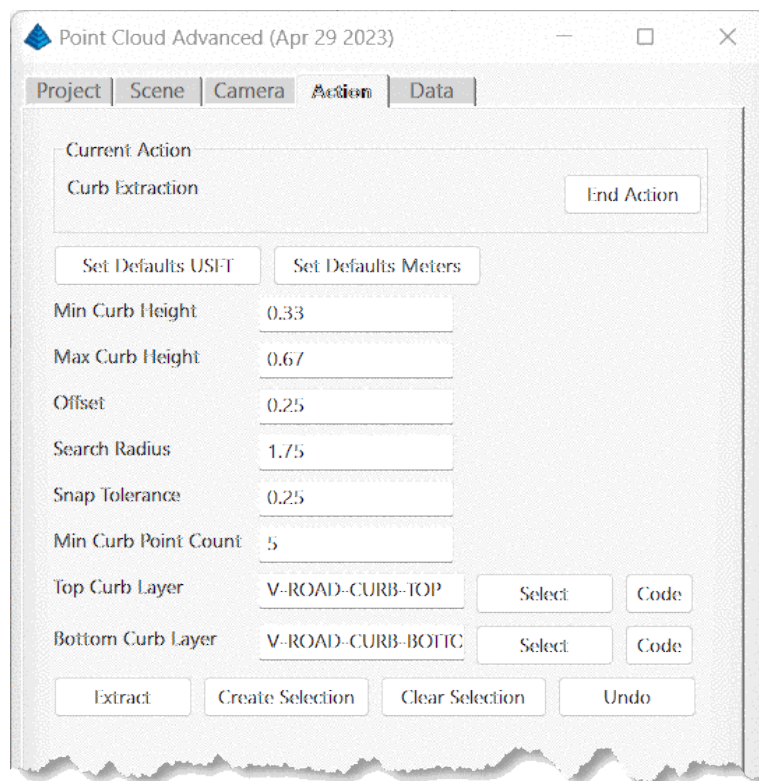 Point Cloud Advanced (Apr 29 2023)
Project Scene Camera Action Data
Current Action
Curb Extraction
End Action
Set Defaults USFT Set Defaults Meters
Min Curb Height 0.33
Max Curb Height 0.67
Offset 0.25
Search Radius 1.75
Snap Tolerance 0.25
Min Curb Point Count 5
Top Curb Layer V-ROAD-CURB-TOP Select Code
Bottom Curb Layer V-ROAD-CURB-BOTTO Select Code
Extract Create Selection Clear Selection Undo